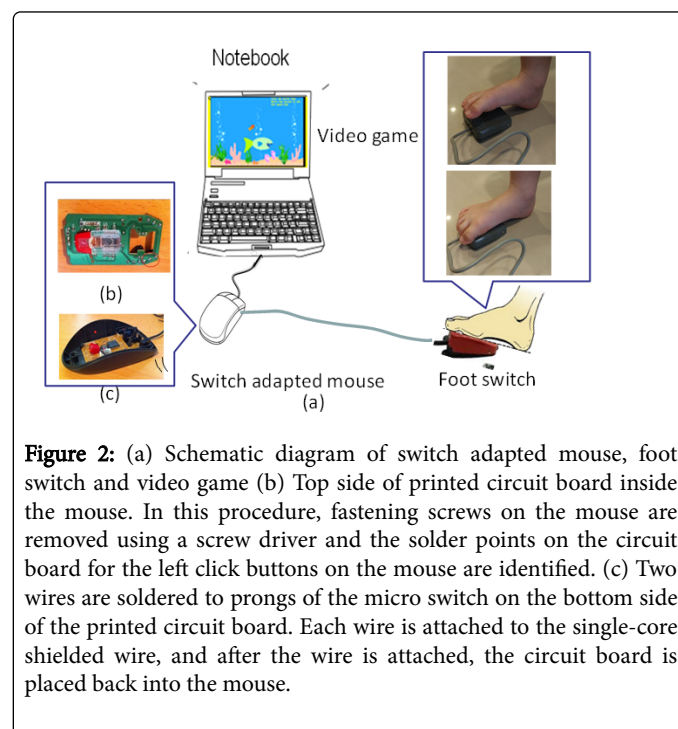 Notebook
Video game
(b)
(c)
Switch adapted mouse
Foot switch
(a)
Figure 2: (a) Schematic diagram of switch adapted mouse, foot
switch and video game (b) Top side of printed circuit board inside
the mouse. In this procedure, fastening screws on the mouse are
removed using a screw driver and the solder points on the circuit
board for the left click buttons on the mouse are identified. (c) Two
wires are soldered to prongs of the micro switch on the bottom side
of the printed circuit board. Each wire is attached to the single-core
shielded wire, and after the wire is attached, the circuit board is
placed back into the mouse.